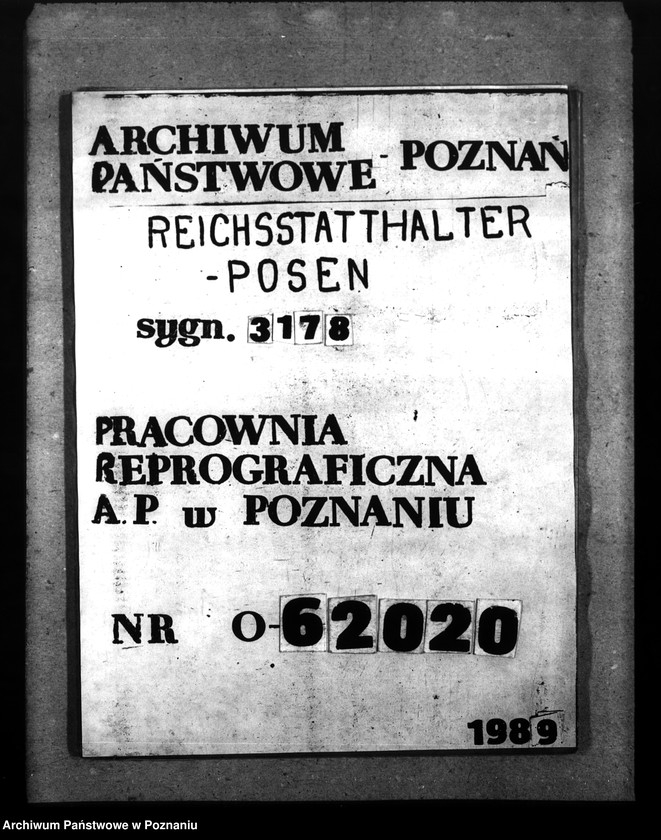 ARCHIWUM
PAŃSTWOWE - POZNAŃ
REICHSSTATTHALTER
-POSEN
sygn. 3178
PRACOWNIA
REPROGRAFICZNA
A.P. w POZNANIU
NR O-62020
1989
Archiwum Państwowe w Poznaniu